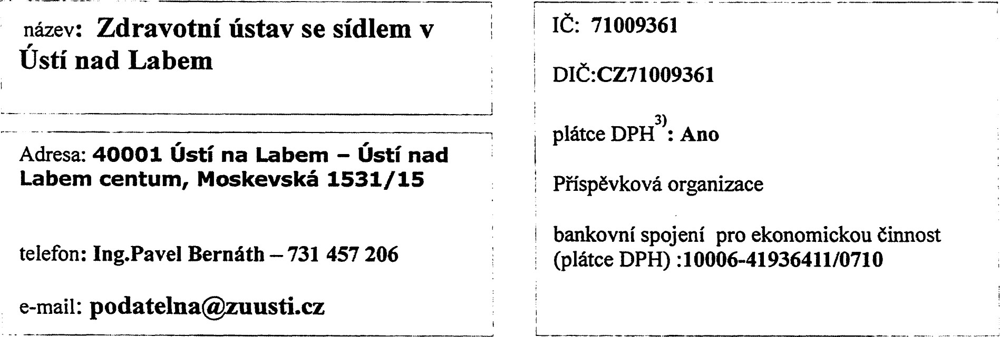 název: Zdravotní ústav se sídlem v
Ústí nad Labem
Adresa: 40001 Ústí na Labem – Ústí nad
Labem centum, Moskevská 1531/15
telefon: Ing.Pavel Bernáth – 731 457 206
e-mail: podatelna@zuusti.cz
IČ: 71009361
DIČ:CZ71009361
plátce DPH3): Ano
Příspěvková organizace
bankovní spojení pro ekonomickou činnost
(plátce DPH) :10006-41936411/0710